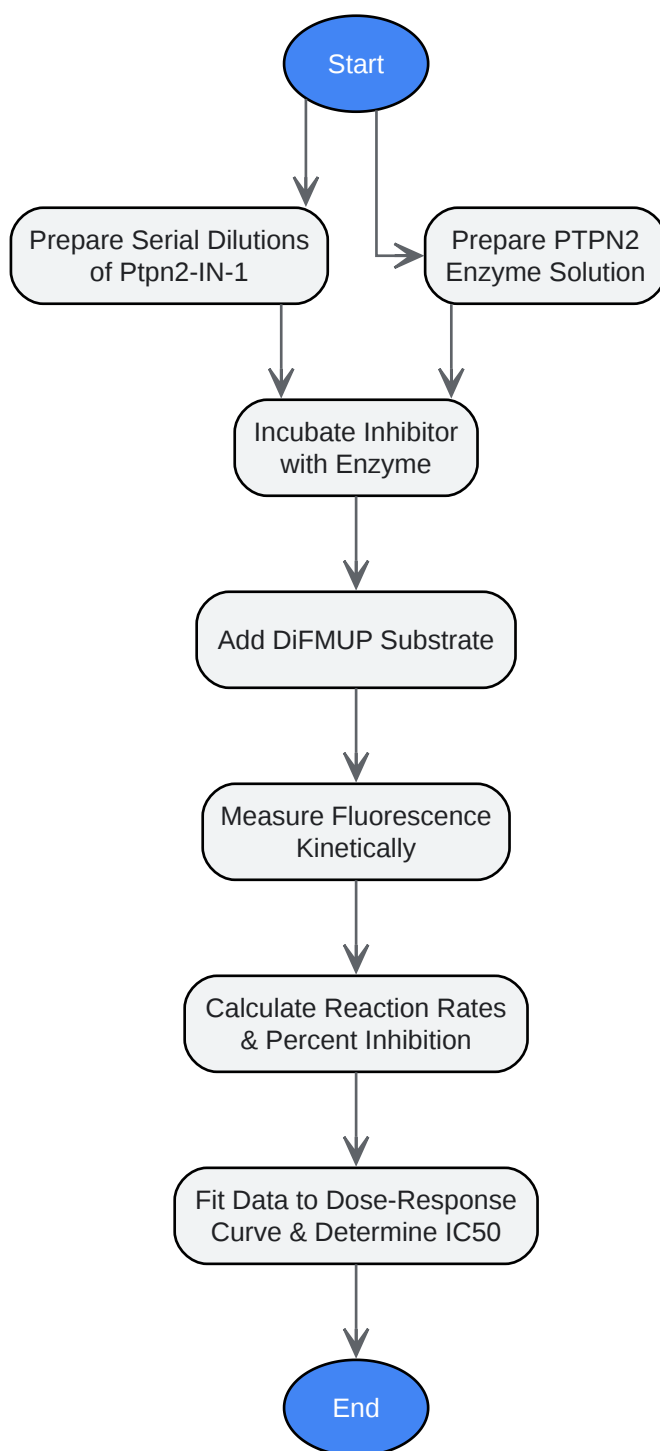 Start
Prepare Serial Dilutions
of Ptpn2-IN-1
Prepare PTPN2
Enzyme Solution
Incubate Inhibitor
with Enzyme
Add DiFMUP Substrate
Measure Fluorescence
Kinetically
Calculate Reaction Rates
& Percent Inhibition
Fit Data to Dose-Response
Curve & Determine IC50
End